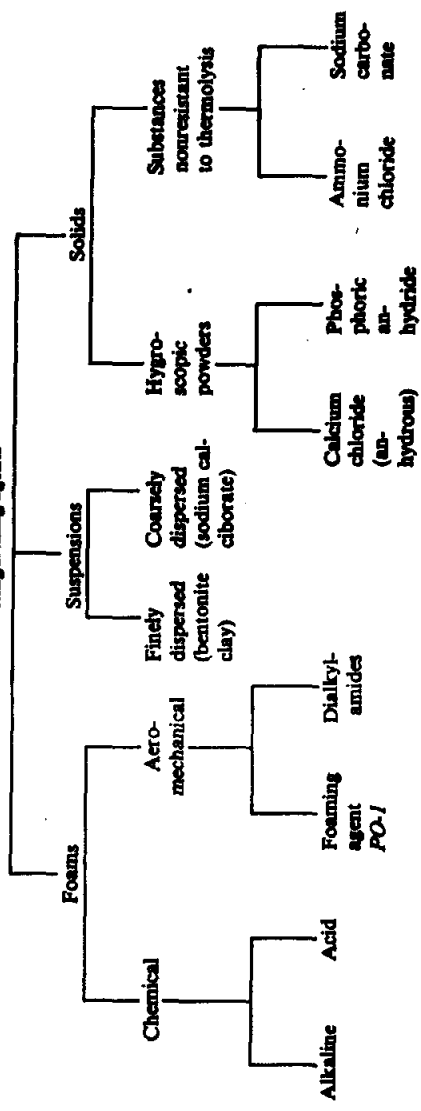 Foams
Suspensions
Solids
Chemical
Aero-
mechanical
Finely
dispersed
(bentonite
clay)
Coarsely
dispersed
(sodium cal-
ciborate)
Hygro-
scopic
powders
Substances
nonresistant
to thermolysis
Alkaline
Acid
Foaming
agent
PO-1
Dialkyl-
amides
Calcium
chloride
(an-
hydrous)
Phos-
phoric
an-
hydride
Ammo-
nium
chloride
Sodium
carbo-
nate